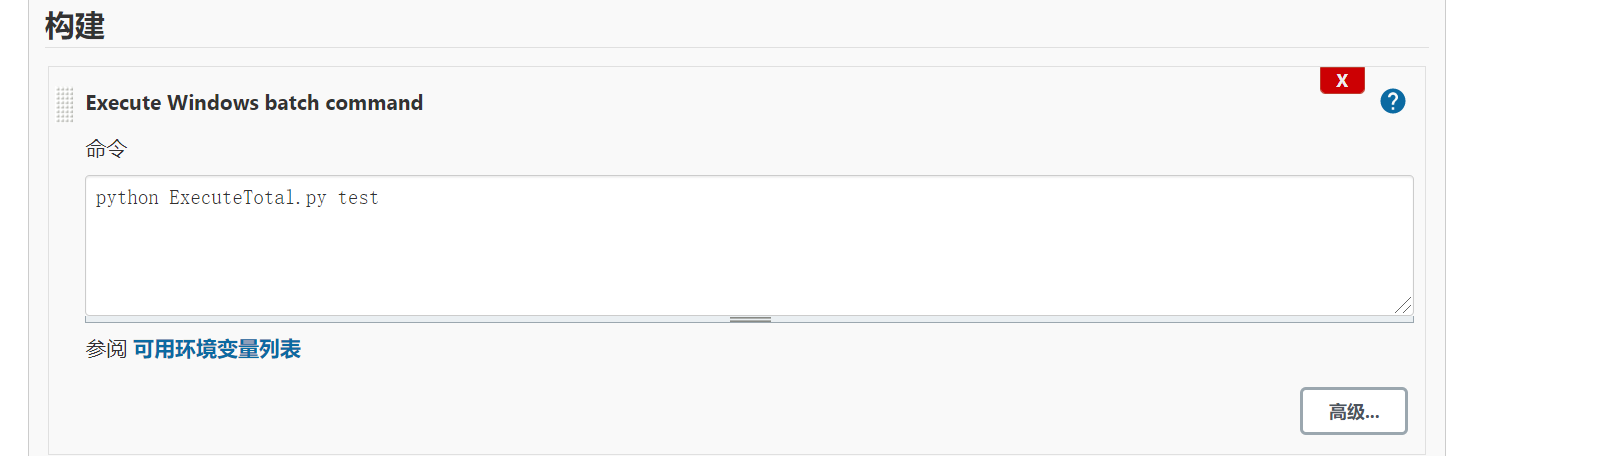 构建
X
Execute Windows batch command
?
命令
python ExecuteTotal.py test
参阅 可用环境变量列表
高级...